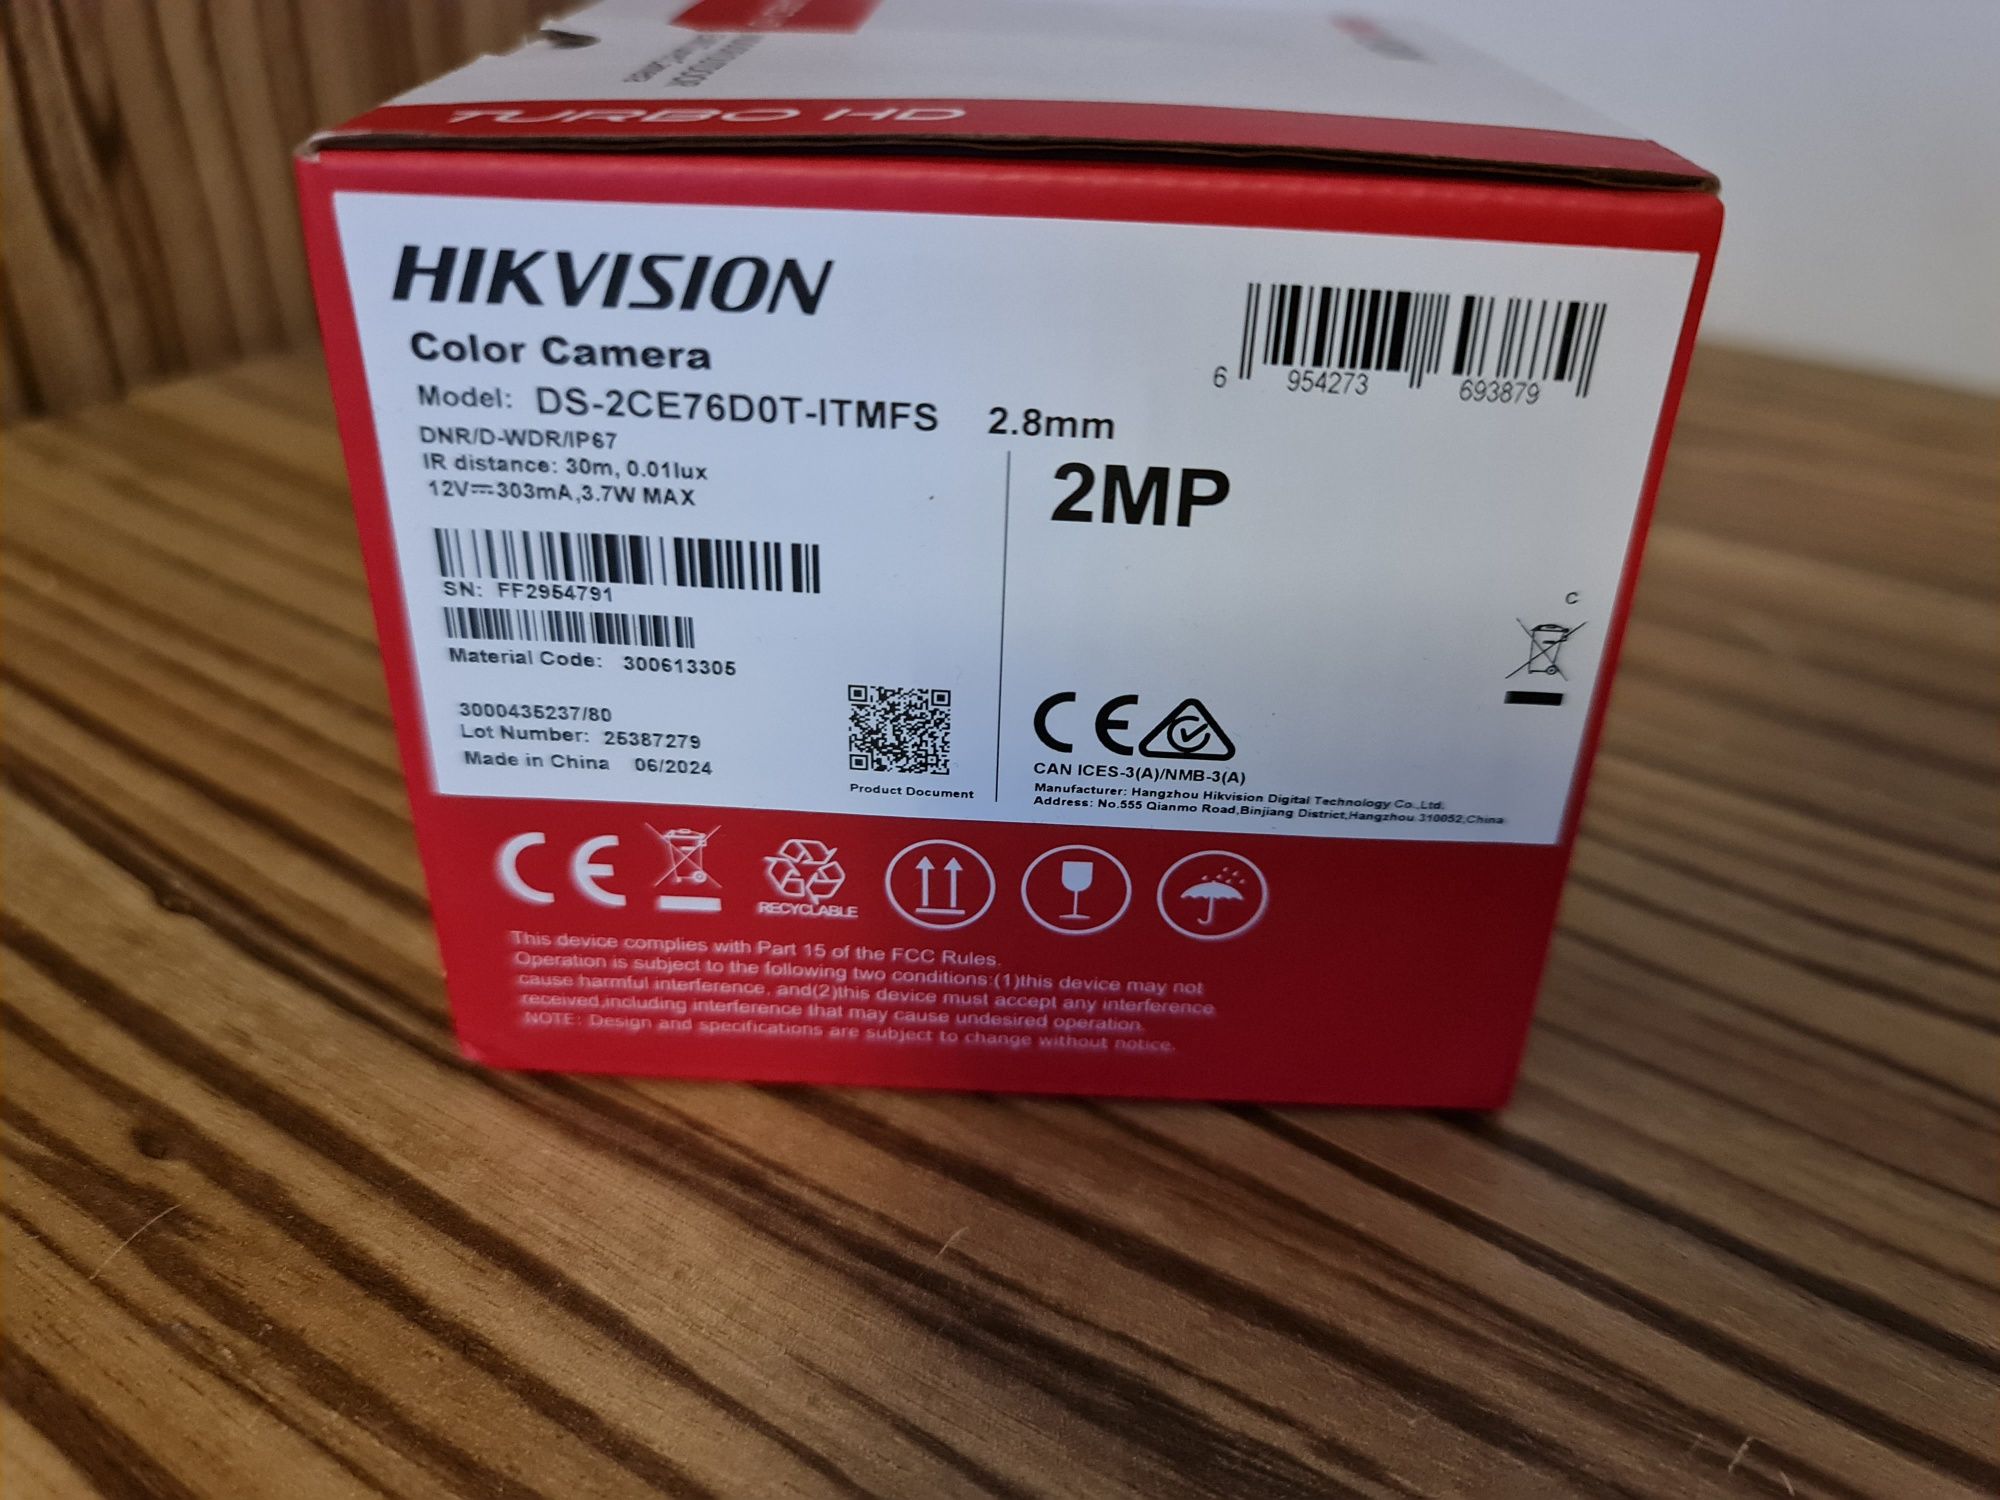 TURBO HD
HIKVISION
Color Camera
Model: DS-2CE76D0T-ITMFS 2.8mm
DNR/D-WDR/IP67
IR distance: 30m, 0.01lux
12V⎓303mA,3.7W MAX
6 954273 693879
2MP
SN: FF2954791
Material Code: 300613305
3000435237/80
Lot Number: 25387279
Made in China 06/2024
Product Document
C
CE
CAN ICES-3(A)/NMB-3(A)
Manufacturer: Hangzhou Hikvision Digital Technology Co.,Ltd.
Address: No.555 Qianmo Road,Binjiang District,Hangzhou 310052,China
CE
RECYCLABLE
This device complies with Part 15 of the FCC Rules.
Operation is subject to the following two conditions:(1)this device may not
cause harmful interference, and(2)this device must accept any interference
received,including interference that may cause undesired operation.
NOTE: Design and specifications are subject to change without notice.